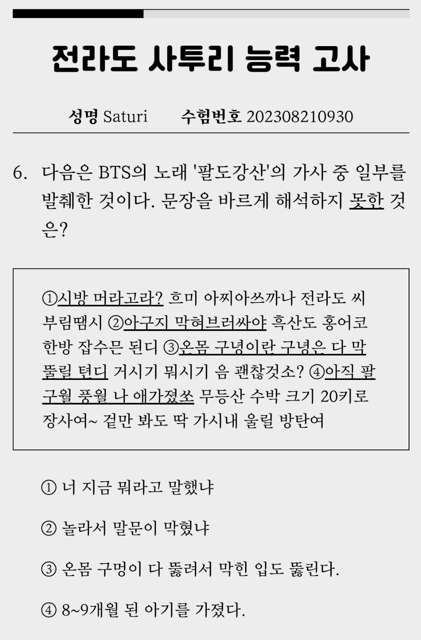 전라도 사투리 능력 고사
성명 Saturi 수험번호 202308210930
6. 다음은 BTS의 노래 '팔도강산'의 가사 중 일부를
발췌한 것이다. 문장을 바르게 해석하지 못한 것
은?
①시방 머라고라? 흐미 아찌아쓰까나 전라도 씨
부림땜시 ②아구지 막혀브러싸야 흑산도 홍어코
한방 잡수믄 된디 ③온몸 구녕이란 구녕은 다 막
뚫릴 텐디 거시기 뭐시기 음 괜찮것소? ④아직 팔
구월 풍월 나 애가졌쏘 무등산 수박 크기 20키로
장사여~ 겉만 봐도 딱 가시내 울릴 방탄여
① 너 지금 뭐라고 말했냐
② 놀라서 말문이 막혔냐
③ 온몸 구멍이 다 뚫려서 막힌 입도 뚫린다.
④ 8~9개월 된 아기를 가졌다.